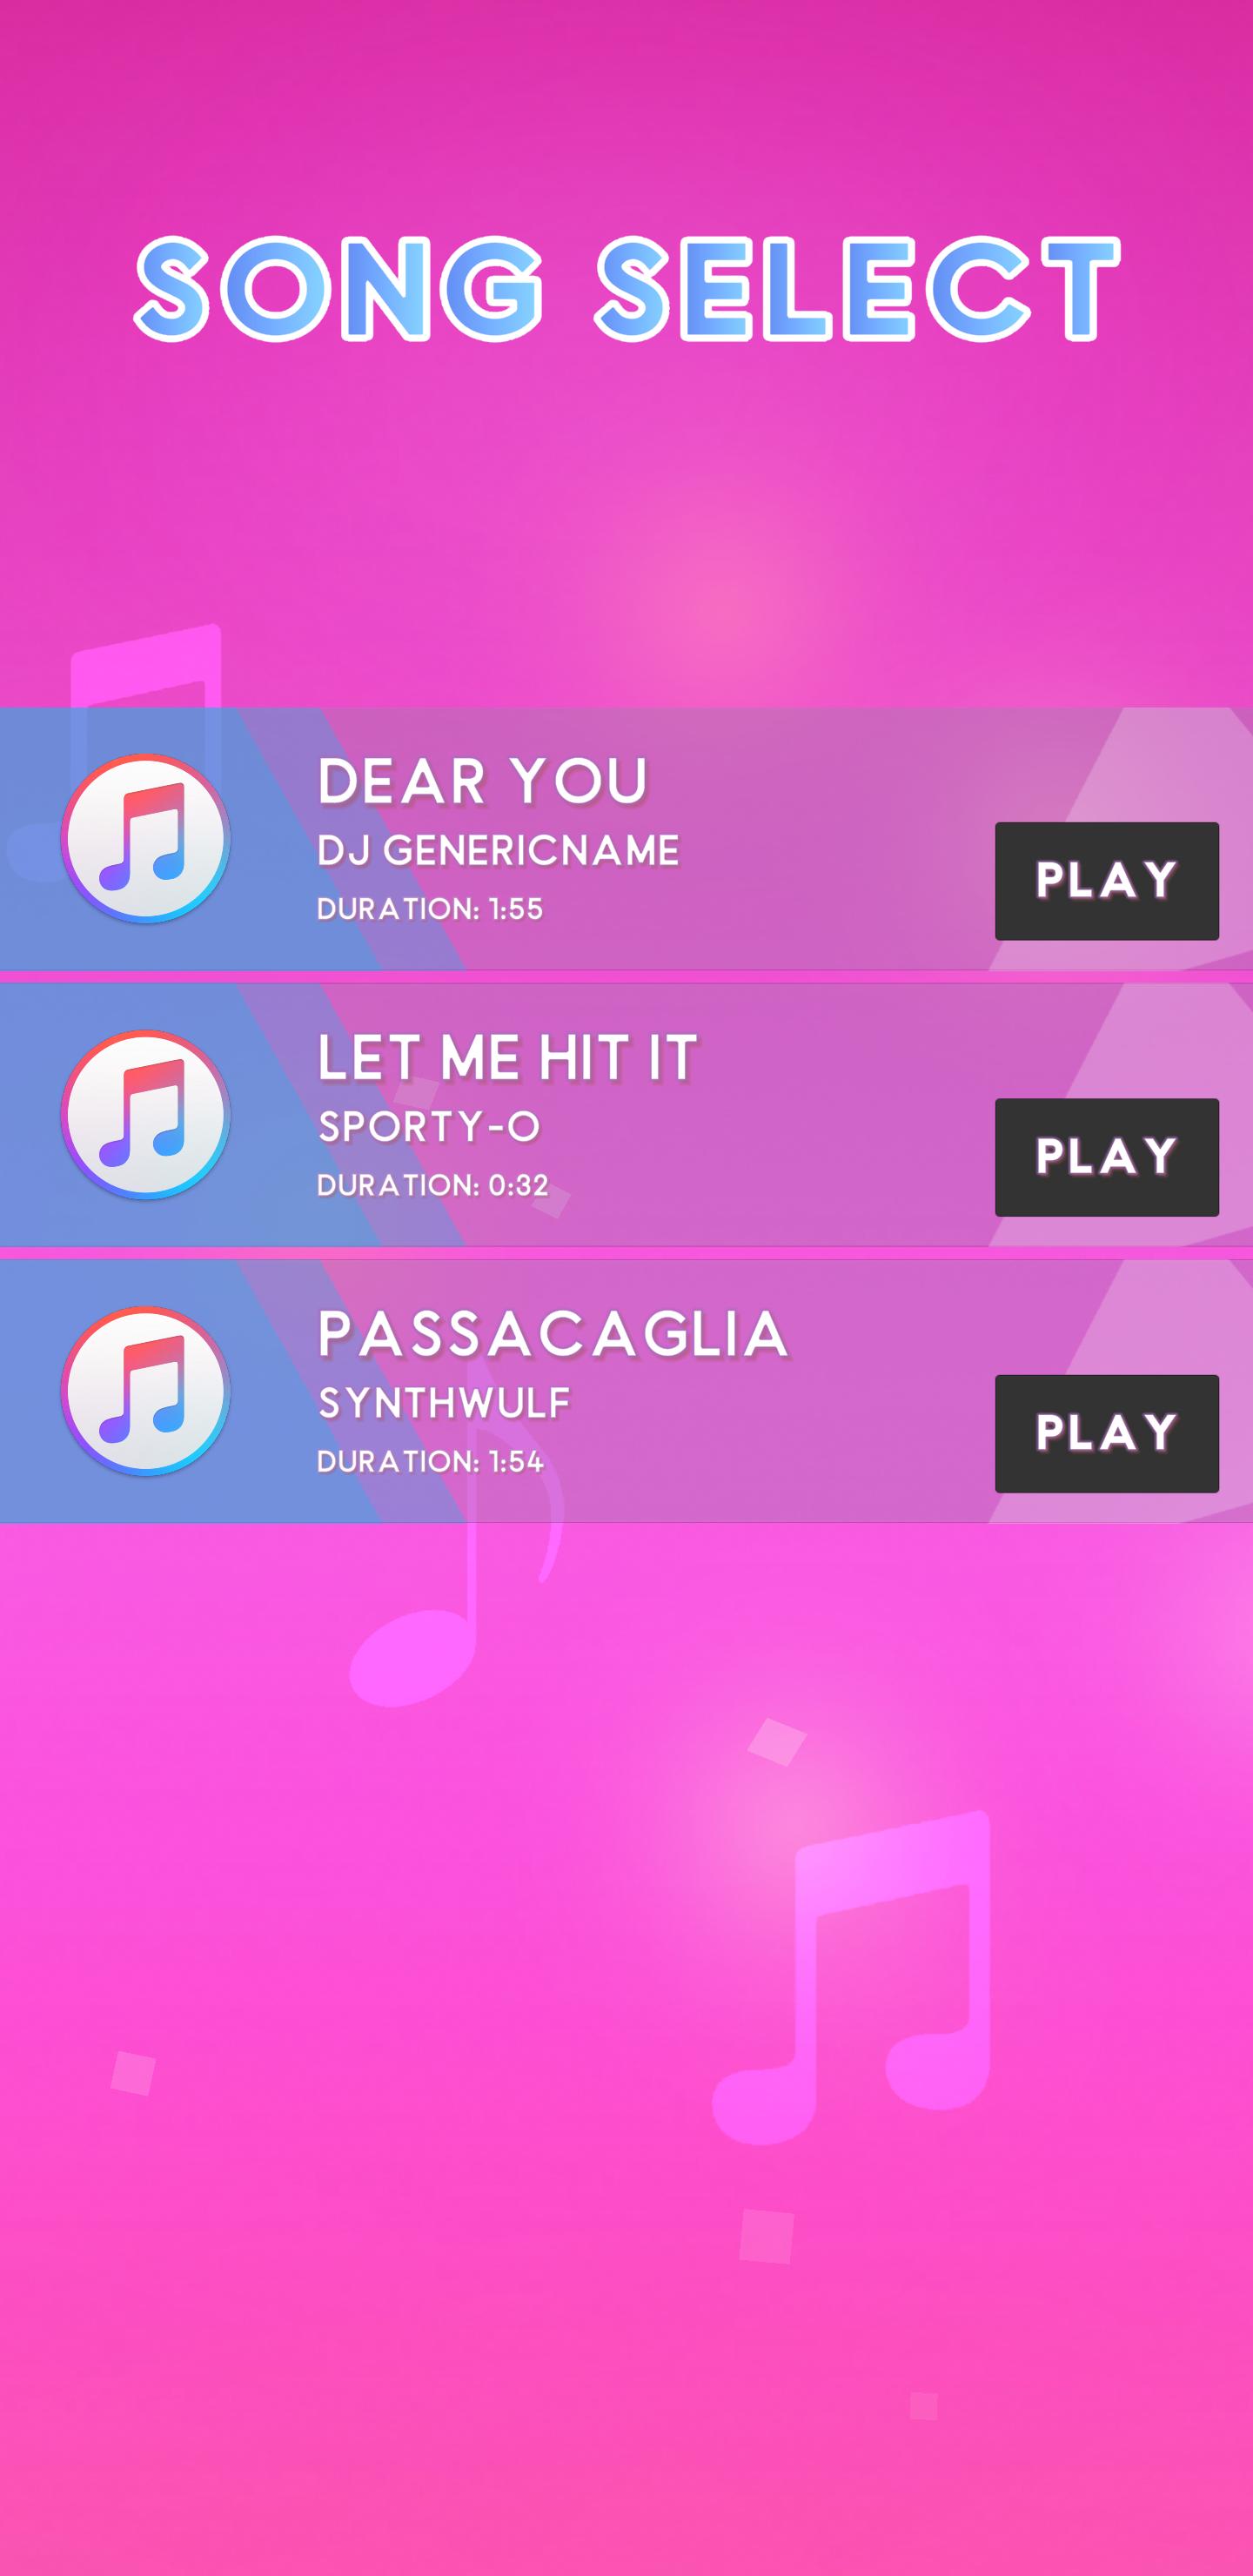 SONG SELECT
DEAR YOU
DJ GENERICNAME
DURATION: 1:55
PLAY
LET ME HIT IT
SPORTY-O
DURATION: 0:32
PLAY
PASSACAGLIA
SYNTHWULF
DURATION: 1:54
PLAY